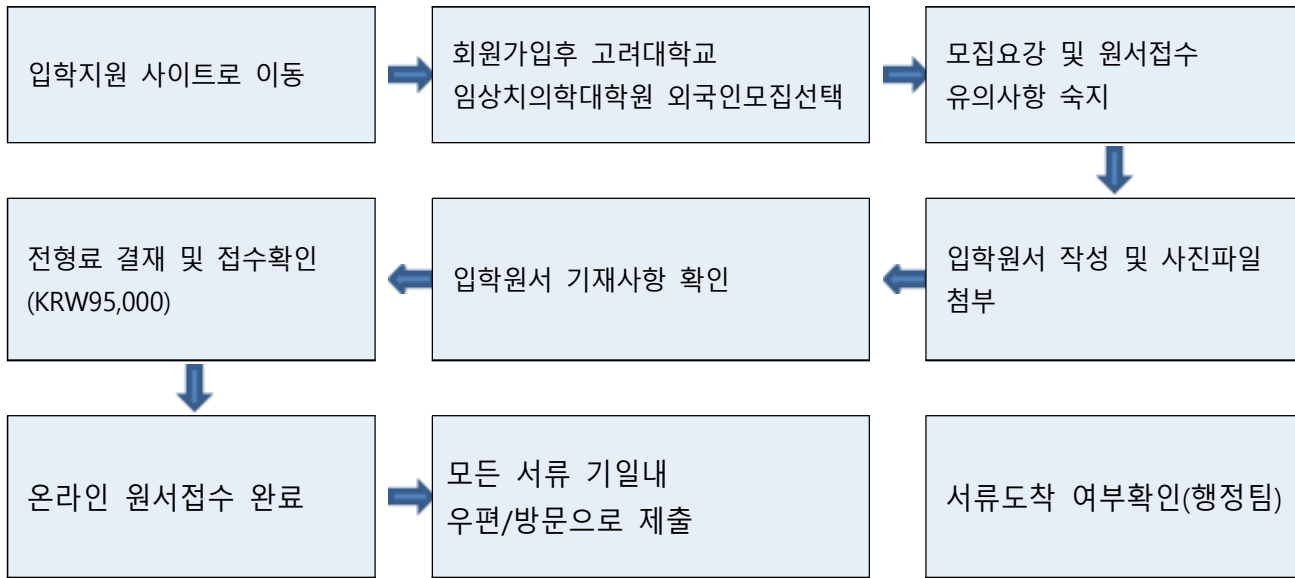 입학지원 사이트로 이동
회원가입후 고려대학교
임상치의학대학원 외국인모집선택
모집요강 및 원서접수
유의사항 숙지
입학원서 작성 및 사진파일
첨부
입학원서 기재사항 확인
전형료 결재 및 접수확인
(KRW95,000)
온라인 원서접수 완료
모든 서류 기일내
우편/방문으로 제출
서류도착 여부확인(행정팀)